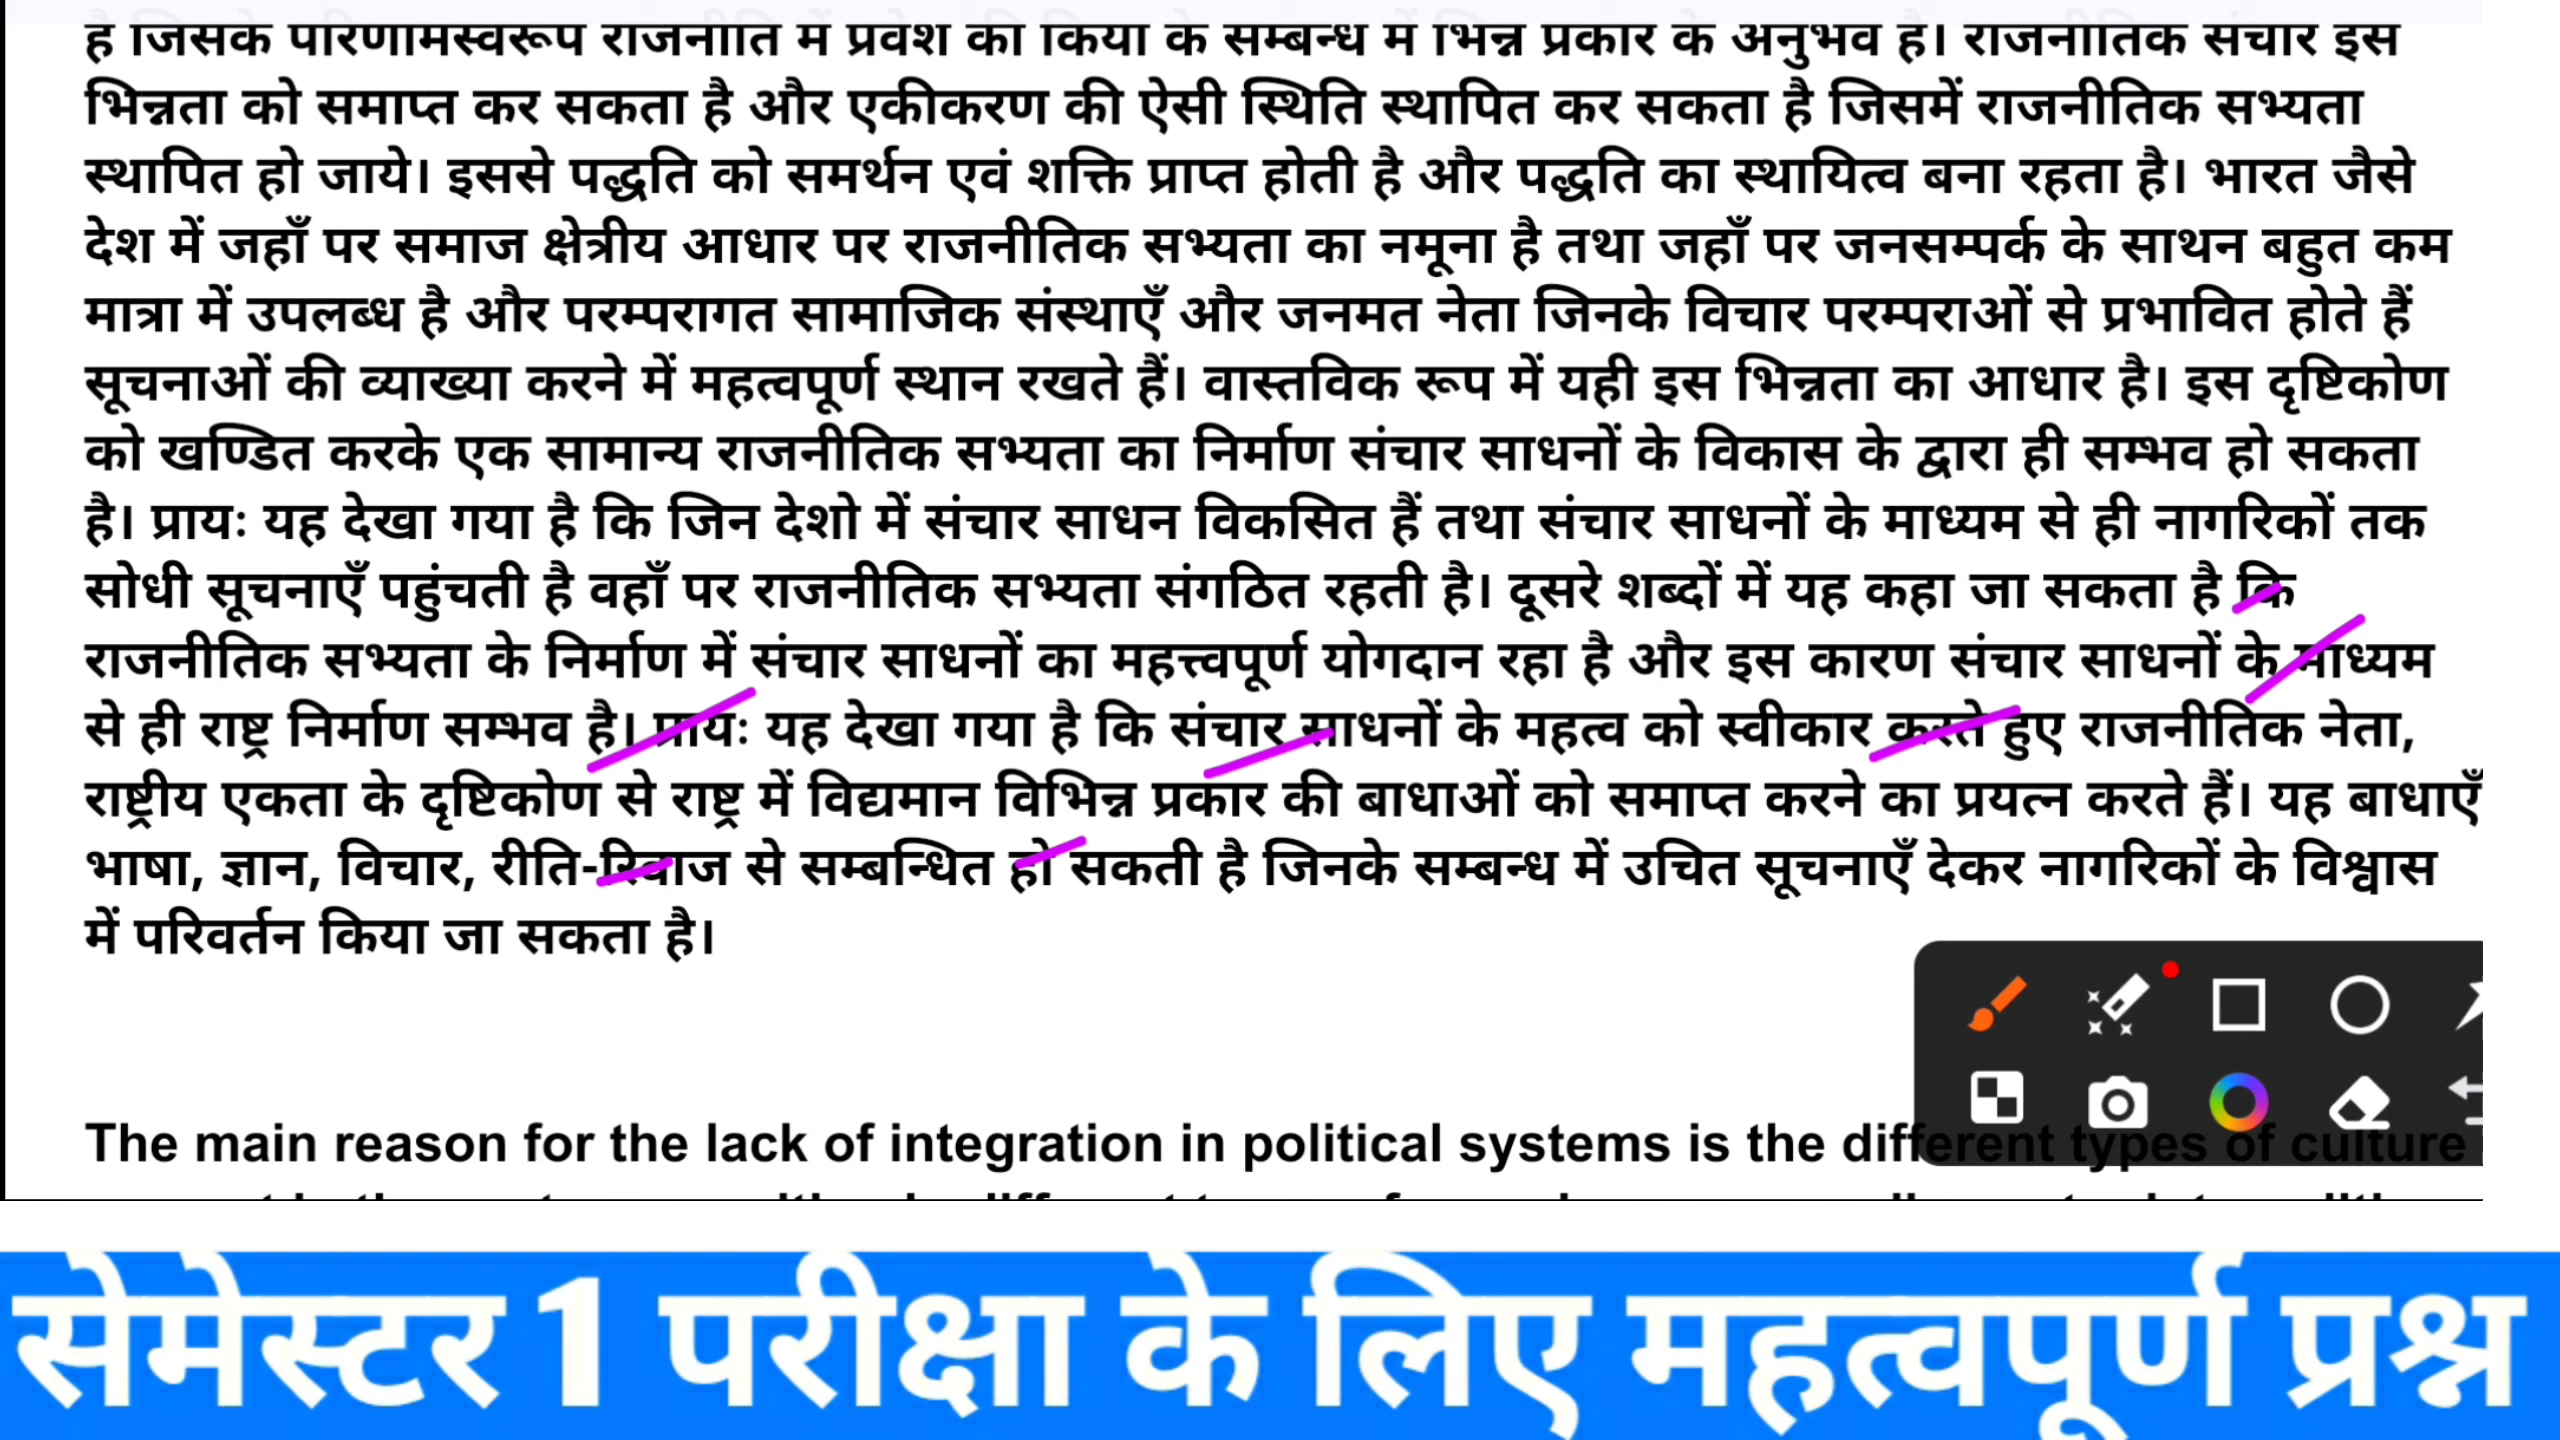 है जिसके परिणामस्वरूप राजनीति में प्रवेश की किया के सम्बन्ध में भिन्न प्रकार के अनुभव है। राजनीतिक संचार इस
भिन्नता को समाप्त कर सकता है और एकीकरण की ऐसी स्थिति स्थापित कर सकता है जिसमें राजनीतिक सभ्यता
स्थापित हो जाये। इससे पद्धति को समर्थन एवं शक्ति प्राप्त होती है और पद्धति का स्थायित्व बना रहता है। भारत जैसे
देश में जहाँ पर समाज क्षेत्रीय आधार पर राजनीतिक सभ्यता का नमूना है तथा जहाँ पर जनसम्पर्क के साथन बहुत कम
मात्रा में उपलब्ध है और परम्परागत सामाजिक संस्थाएँ और जनमत नेता जिनके विचार परम्पराओं से प्रभावित होते हैं
सूचनाओं की व्याख्या करने में महत्वपूर्ण स्थान रखते हैं। वास्तविक रूप में यही इस भिन्नता का आधार है। इस दृष्टिकोण
को खण्डित करके एक सामान्य राजनीतिक सभ्यता का निर्माण संचार साधनों के विकास के द्वारा ही सम्भव हो सकता
है। प्रायः यह देखा गया है कि जिन देशो में संचार साधन विकसित हैं तथा संचार साधनों के माध्यम से ही नागरिकों तक
सोधी सूचनाएँ पहुंचती है वहाँ पर राजनीतिक सभ्यता संगठित रहती है। दूसरे शब्दों में यह कहा जा सकता है कि
राजनीतिक सभ्यता के निर्माण में संचार साधनों का महत्त्वपूर्ण योगदान रहा है और इस कारण संचार साधनों के माध्यम
से ही राष्ट्र निर्माण सम्भव है। प्रायः यह देखा गया है कि संचार साधनों के महत्व को स्वीकार करते हुए राजनीतिक नेता,
राष्ट्रीय एकता के दृष्टिकोण से राष्ट्र में विद्यमान विभिन्न प्रकार की बाधाओं को समाप्त करने का प्रयत्न करते हैं। यह बाधाएँ
भाषा, ज्ञान, विचार, रीति-रिवाज से सम्बन्धित हो सकती है जिनके सम्बन्ध में उचित सूचनाएँ देकर नागरिकों के विश्वास
में परिवर्तन किया जा सकता है।
The main reason for the lack of integration in political systems is the different types of culture
सेमेस्टर 1 परीक्षा के लिए महत्वपूर्ण प्रश्न